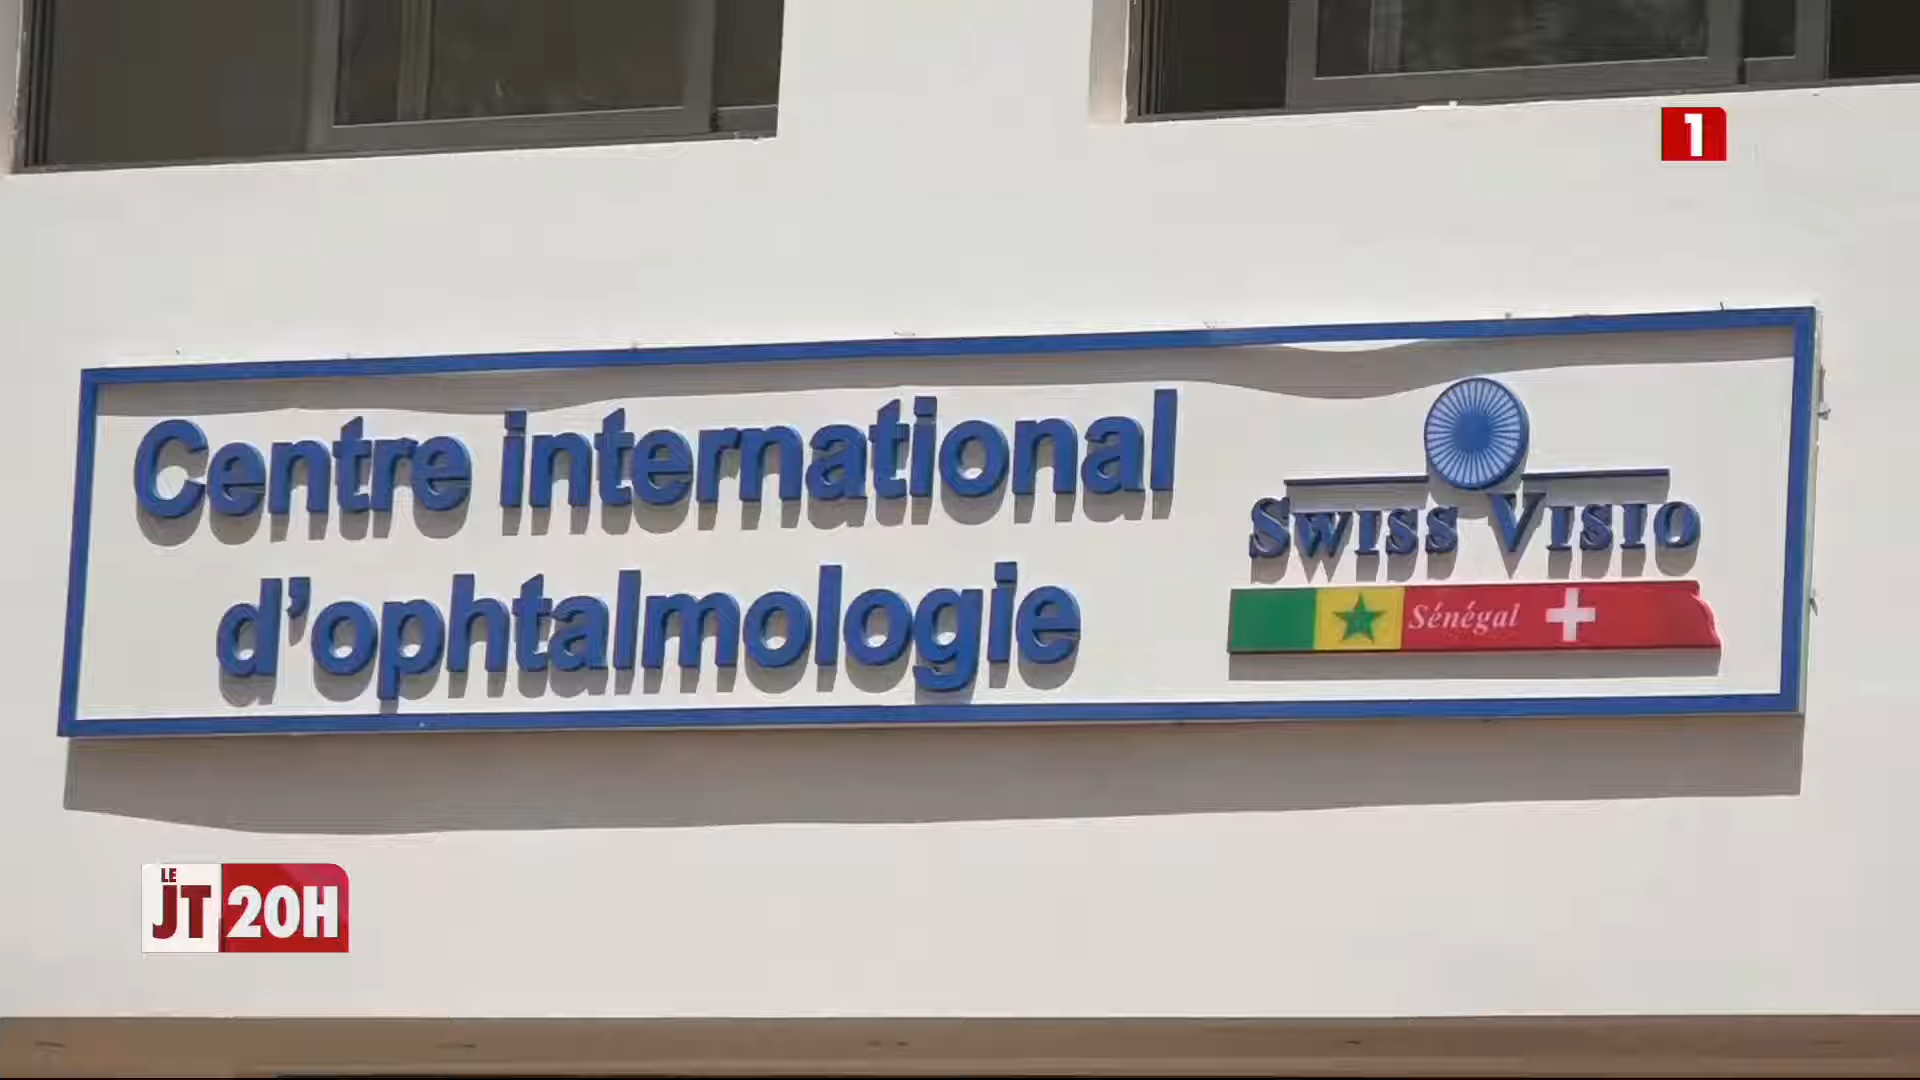 1
Centre international
d'ophtalmologie
SWISS VISIO
Sénégal
LE
JT 20H